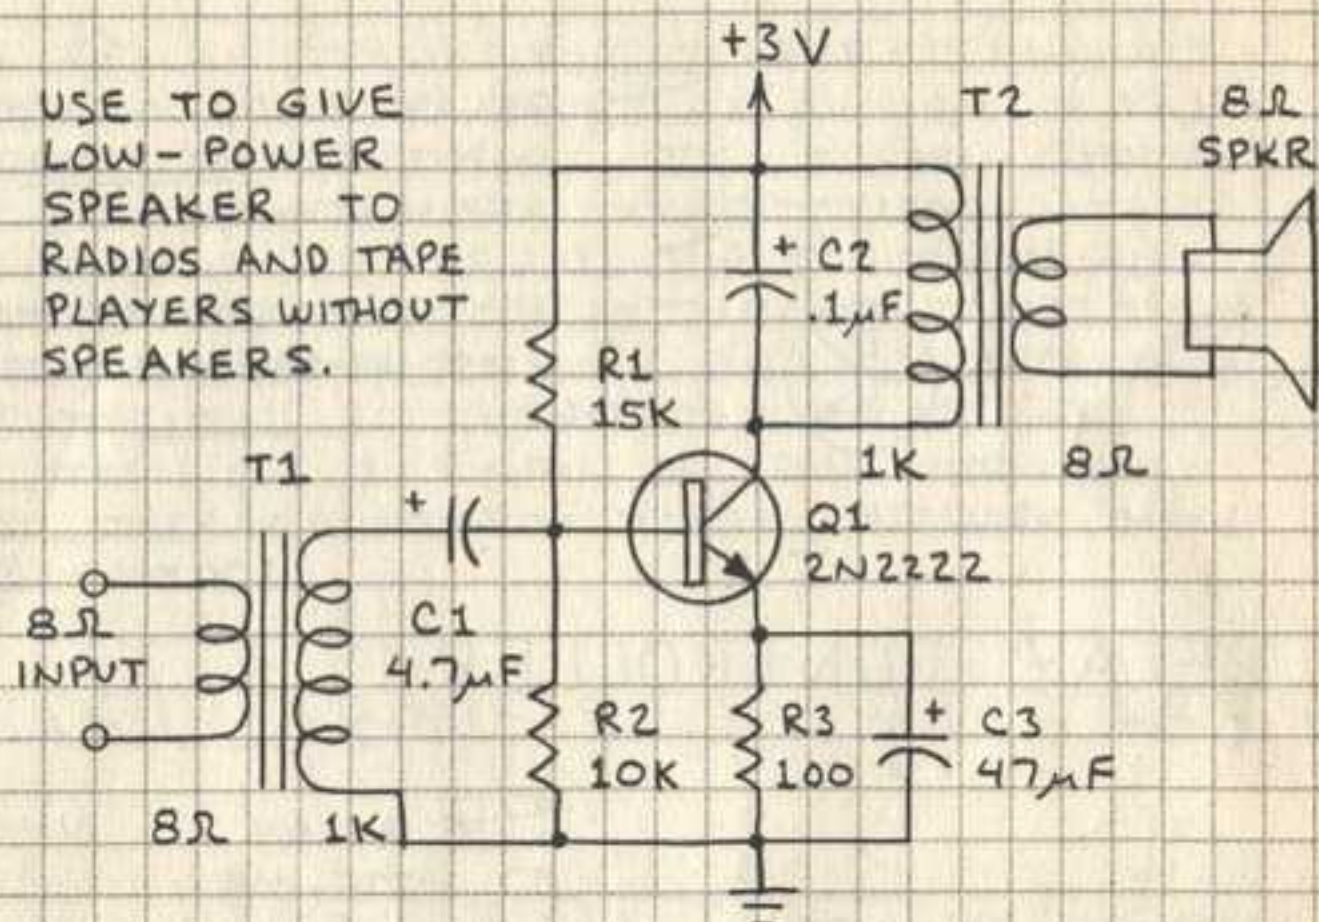 +3V
USE TO GIVE
LOW-POWER
SPEAKER TO
RADIOS AND TAPE
PLAYERS WITHOUT
SPEAKERS.
T2
8Ω
SPKR
+ C2
.1μF
R1
15K
1K
8Ω
T1
+
Q1
2N2222
8Ω
INPUT
C1
4.7μF
R2
10K
R3
100
+ C3
47μF
8Ω
1K